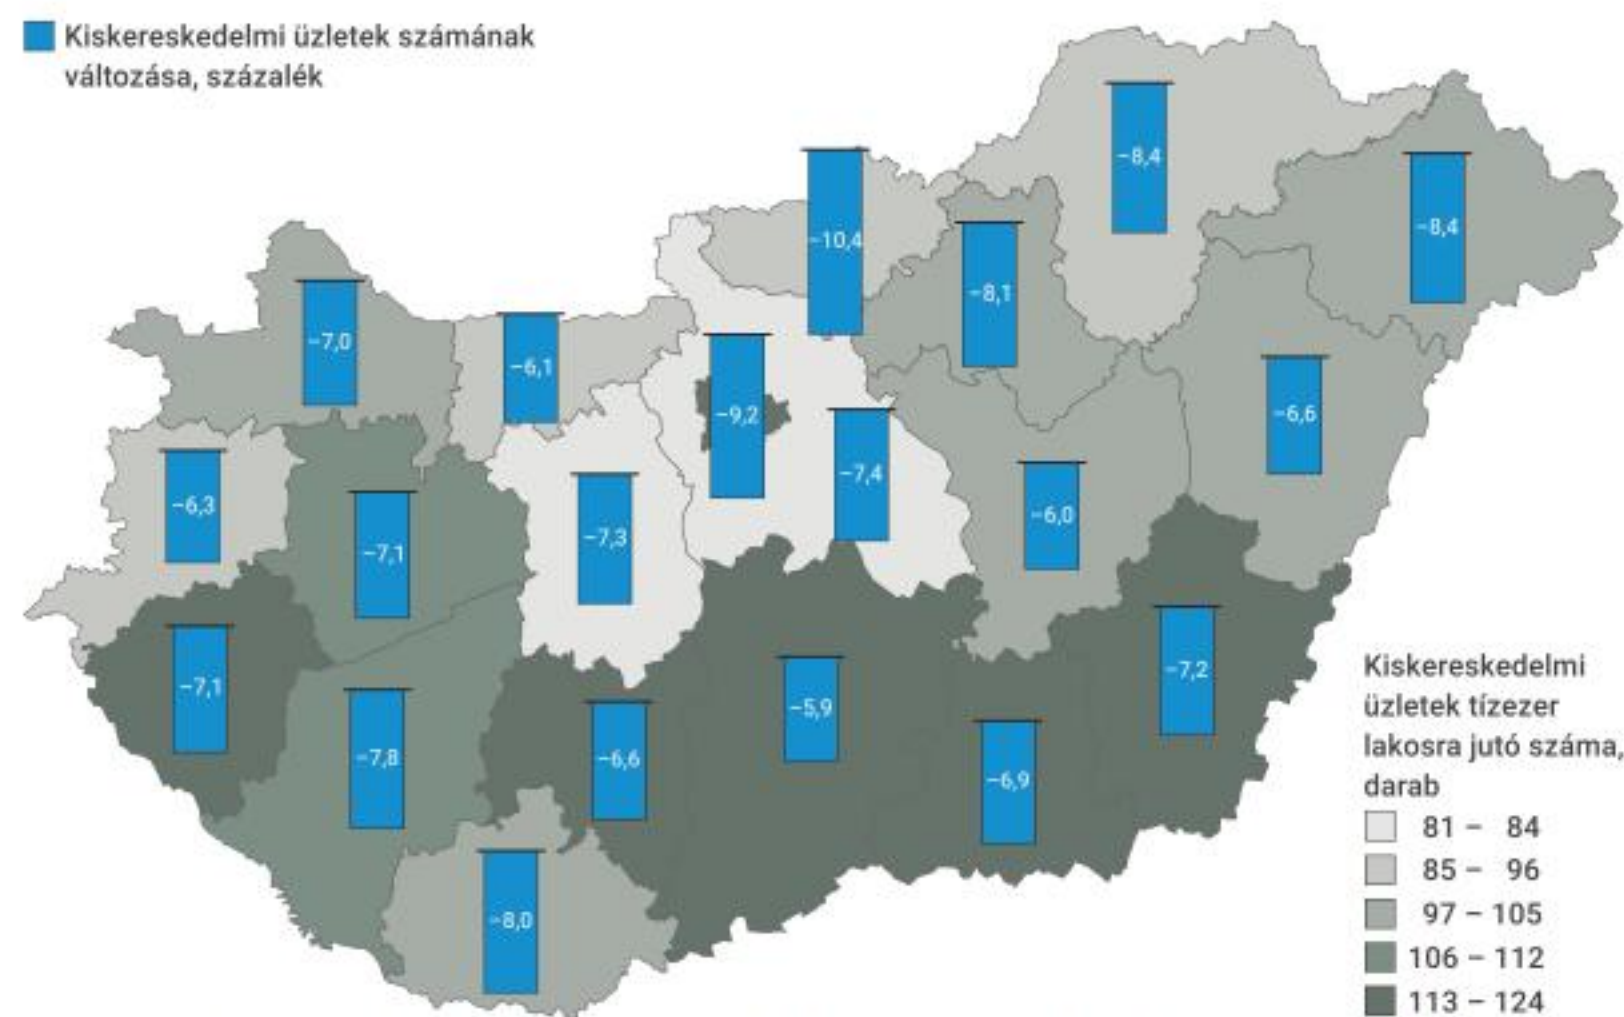 Kiskereskedelmi üzletek számának
változása, százalék
−8,4
−8,4
−10,4
−8,1
−7,0
−6,1
−9,2
−6,6
−7,4
−6,3
−7,1
−7,3
−6,0
−7,1
−5,9
−7,2
−7,8
−6,6
−6,9
−8,0
Kiskereskedelmi
üzletek tízezer
lakosra jutó száma,
darab
81 – 84
85 – 96
97 – 105
106 – 112
113 – 124